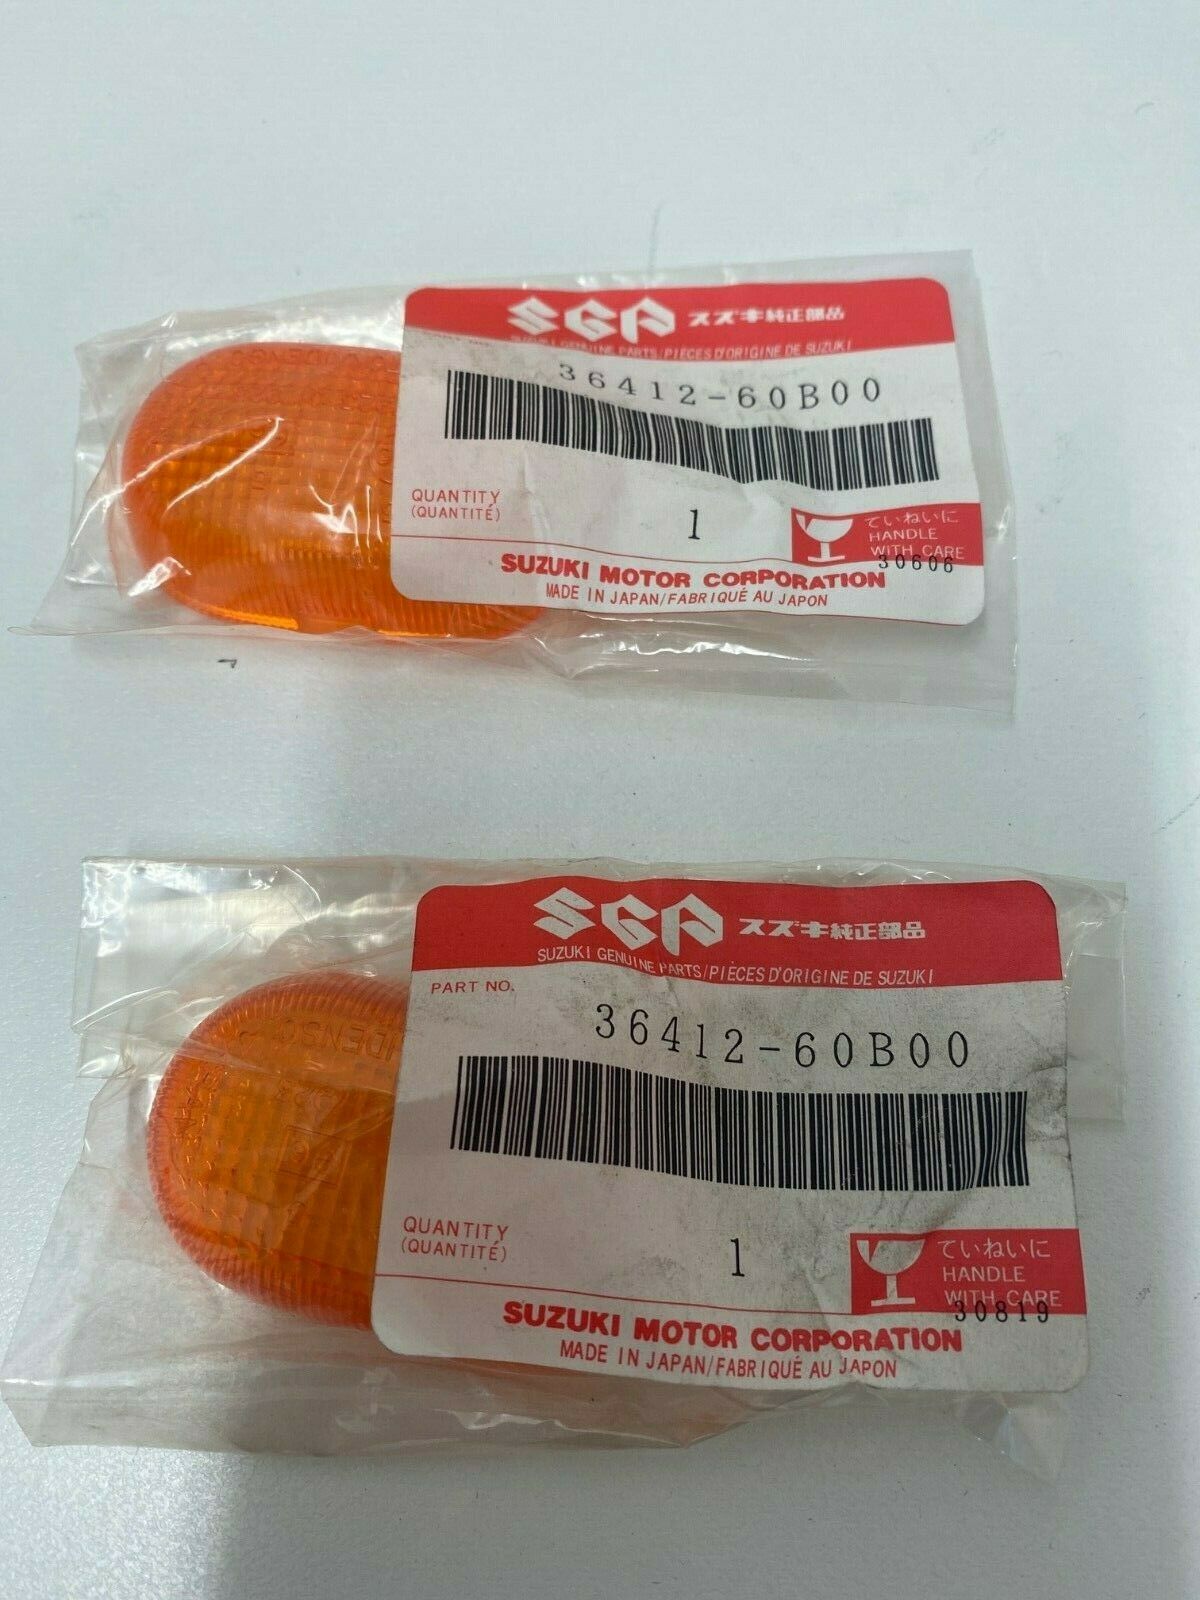 SGP スズキ純正部品
SUZUKI GENUINE PARTS/PIÈCES D'ORIGINE DE SUZUKI
36412-60B00
QUANTITY
(QUANTITÉ)
1
ていねいに
HANDLE
WITH CARE
30606
SUZUKI MOTOR CORPORATION
MADE IN JAPAN/FABRIQUÉ AU JAPON
SGP スズキ純正部品
SUZUKI GENUINE PARTS/PIÈCES D'ORIGINE DE SUZUKI
PART NO.
36412-60B00
QUANTITY
(QUANTITÉ)
1
ていねいに
HANDLE
WITH CARE
30819
SUZUKI MOTOR CORPORATION
MADE IN JAPAN/FABRIQUÉ AU JAPON